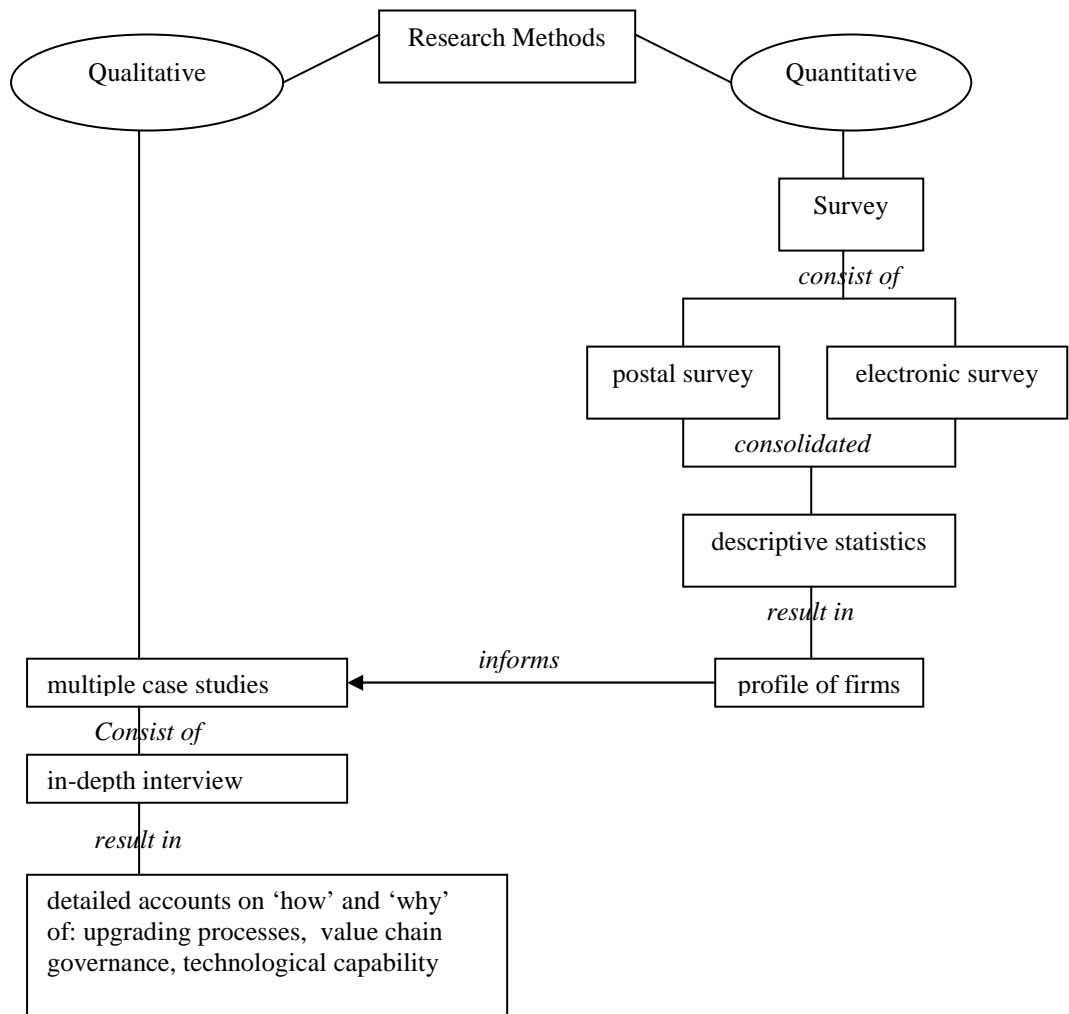 Research Methods
Qualitative
Quantitative
Survey
consist of
postal survey
electronic survey
consolidated
descriptive statistics
result in
informs
multiple case studies
profile of firms
Consist of
in-depth interview
result in
detailed accounts on ‘how’ and ‘why’
of: upgrading processes,  value chain
governance, technological capability